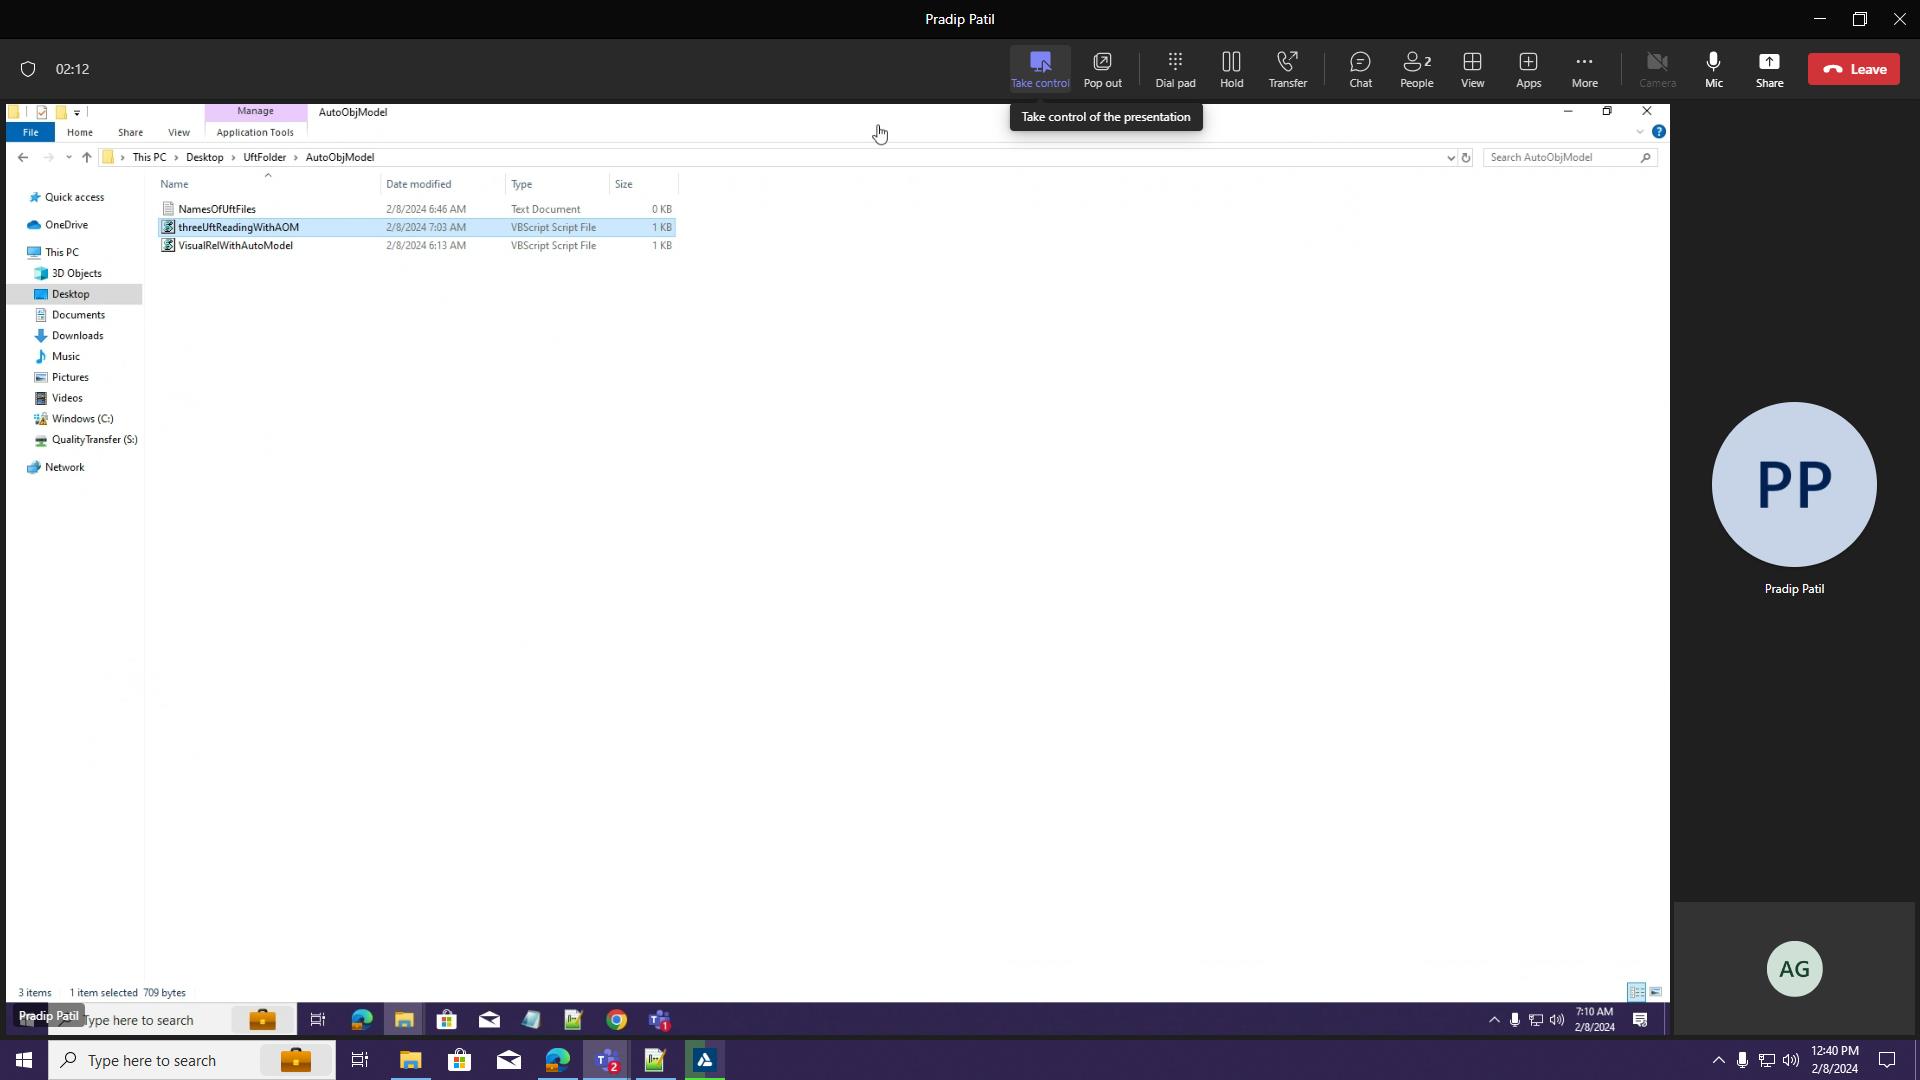 Pradip Patil
02:12
Take control
Pop out
Dial pad
Hold
Transfer
Chat
People
2
View
Apps
More
Camera
Mic
Share
Leave
Take control of the presentation
Manage
AutoObjModel
File
Home
Share
View
Application Tools
This PC > Desktop > UftFolder > AutoObjModel
Search AutoObjModel
Name
Date modified
Type
Size
NamesOfUftFiles 2/8/2024 6:46 AM Text Document 0 KB
threeUftReadingWithAOM 2/8/2024 7:03 AM VBScript Script File 1 KB
VisualRelWithAutoModel 2/8/2024 6:13 AM VBScript Script File 1 KB
Quick access
OneDrive
This PC
3D Objects
Desktop
Documents
Downloads
Music
Pictures
Videos
Windows (C:)
QualityTransfer (S:)
Network
PP
Pradip Patil
AG
3 items 1 item selected 709 bytes
Pradip Patil
Type here to search
1
7:10 AM
2/8/2024
Type here to search
2
12:40 PM
2/8/2024